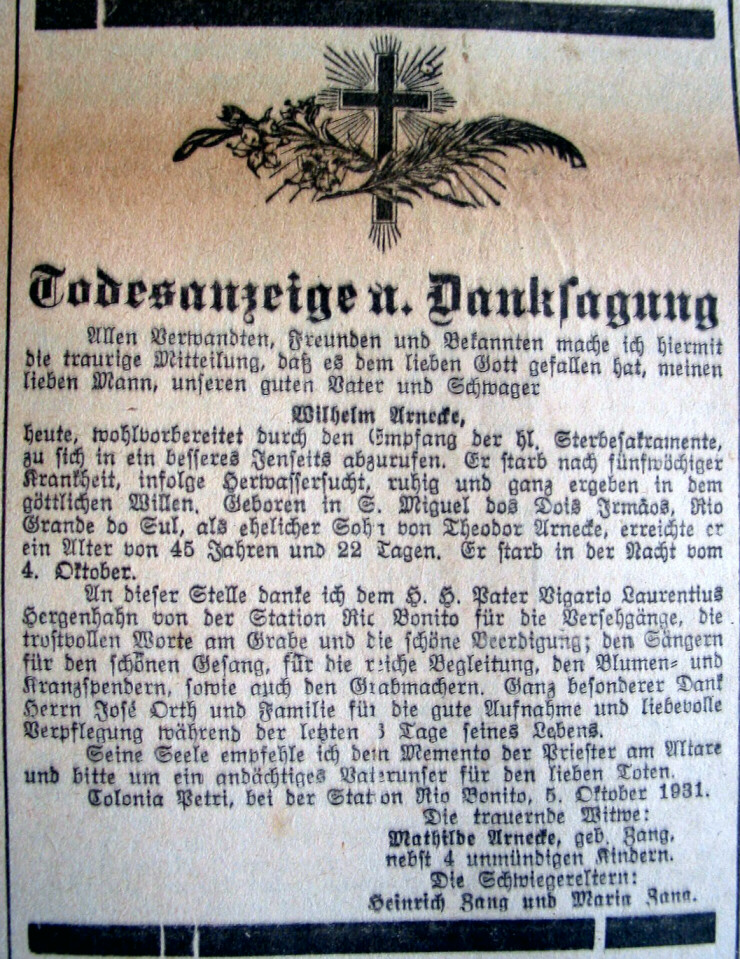 Todesanzeige u. Danksagung
Allen Verwandten, Freunden und Bekannten mache ich hiermit
die traurige Mitteilung, daß es dem lieben Gott gefallen hat, meinen
lieben Mann, unseren guten Vater und Schwager
Wilhelm Arnecke,
heute, wohlvorbereitet durch den Empfang der hl. Sterbesakramente,
zu sich in ein besseres Jenseits abzurufen. Er starb nach fünfwöchiger
Krankheit, infolge Herwassersucht, ruhig und ganz ergeben in dem
göttlichen Willen. Geboren in S. Miguel dos Dois Irmãos, Rio
Grande do Sul, als ehelicher Sohn von Theodor Arnecke, erreichte er
ein Alter von 45 Jahren und 22 Tagen. Er starb in der Nacht vom
4. Oktober.
An dieser Stelle danke ich dem H. H. Pater Vigario Laurentius
Hergenhahn von der Station Rio Bonito für die Versehgänge, die
trostvollen Worte am Grabe und die schöne Beerdigung; den Sängern
für den schönen Gesang, für die reiche Begleitung, den Blumen- und
Kranzspendern, sowie auch den Grabmachern. Ganz besonderer Dank
Herrn José Orth und Familie für die gute Aufnahme und liebevolle
Verpflegung während der letzten 3 Tage seines Lebens.
Seine Seele empfehle ich dem Memento der Priester am Altare
und bitte um ein andächtiges Vaterunser für den lieben Toten.
Colonia Petri, bei der Station Rio Bonito, 5. Oktober 1931.
Die trauernde Witwe:
Mathilde Arnecke, geb. Zang,
nebst 4 unmündigen Kindern.
Die Schwiegereltern:
Heinrich Zang und Maria Zang.